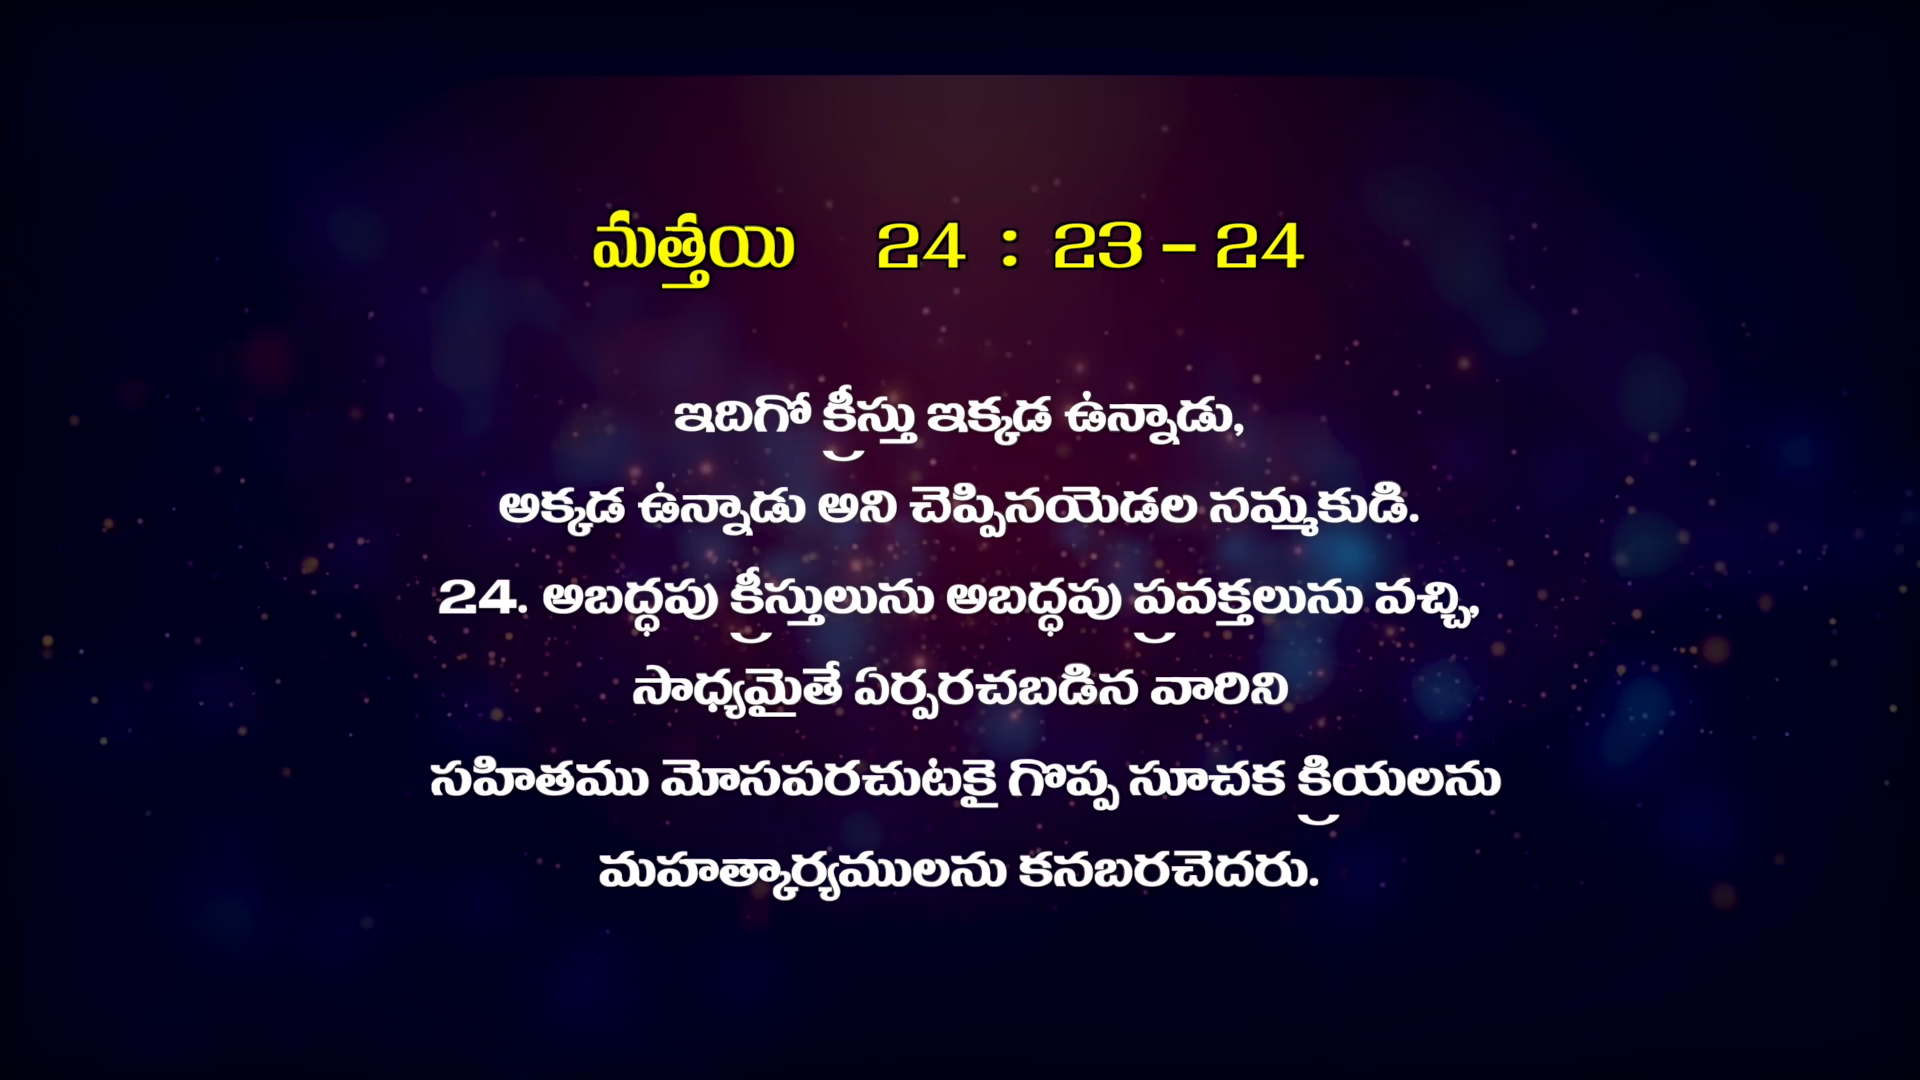 మత్తయి 24 : 23 - 24
ఇదిగో క్రీస్తు ఇక్కడ ఉన్నాడు,
అక్కడ ఉన్నాడు అని చెప్పినయెడల నమ్మకుడి.
24. అబద్ధపు క్రీస్తులును అబద్ధపు ప్రవక్తలును వచ్చి,
సాధ్యమైతే ఏర్పరచబడిన వారిని
సహితము మోసపరచుటకై గొప్ప సూచక క్రియలను
మహత్కార్యములను కనబరచెదరు.